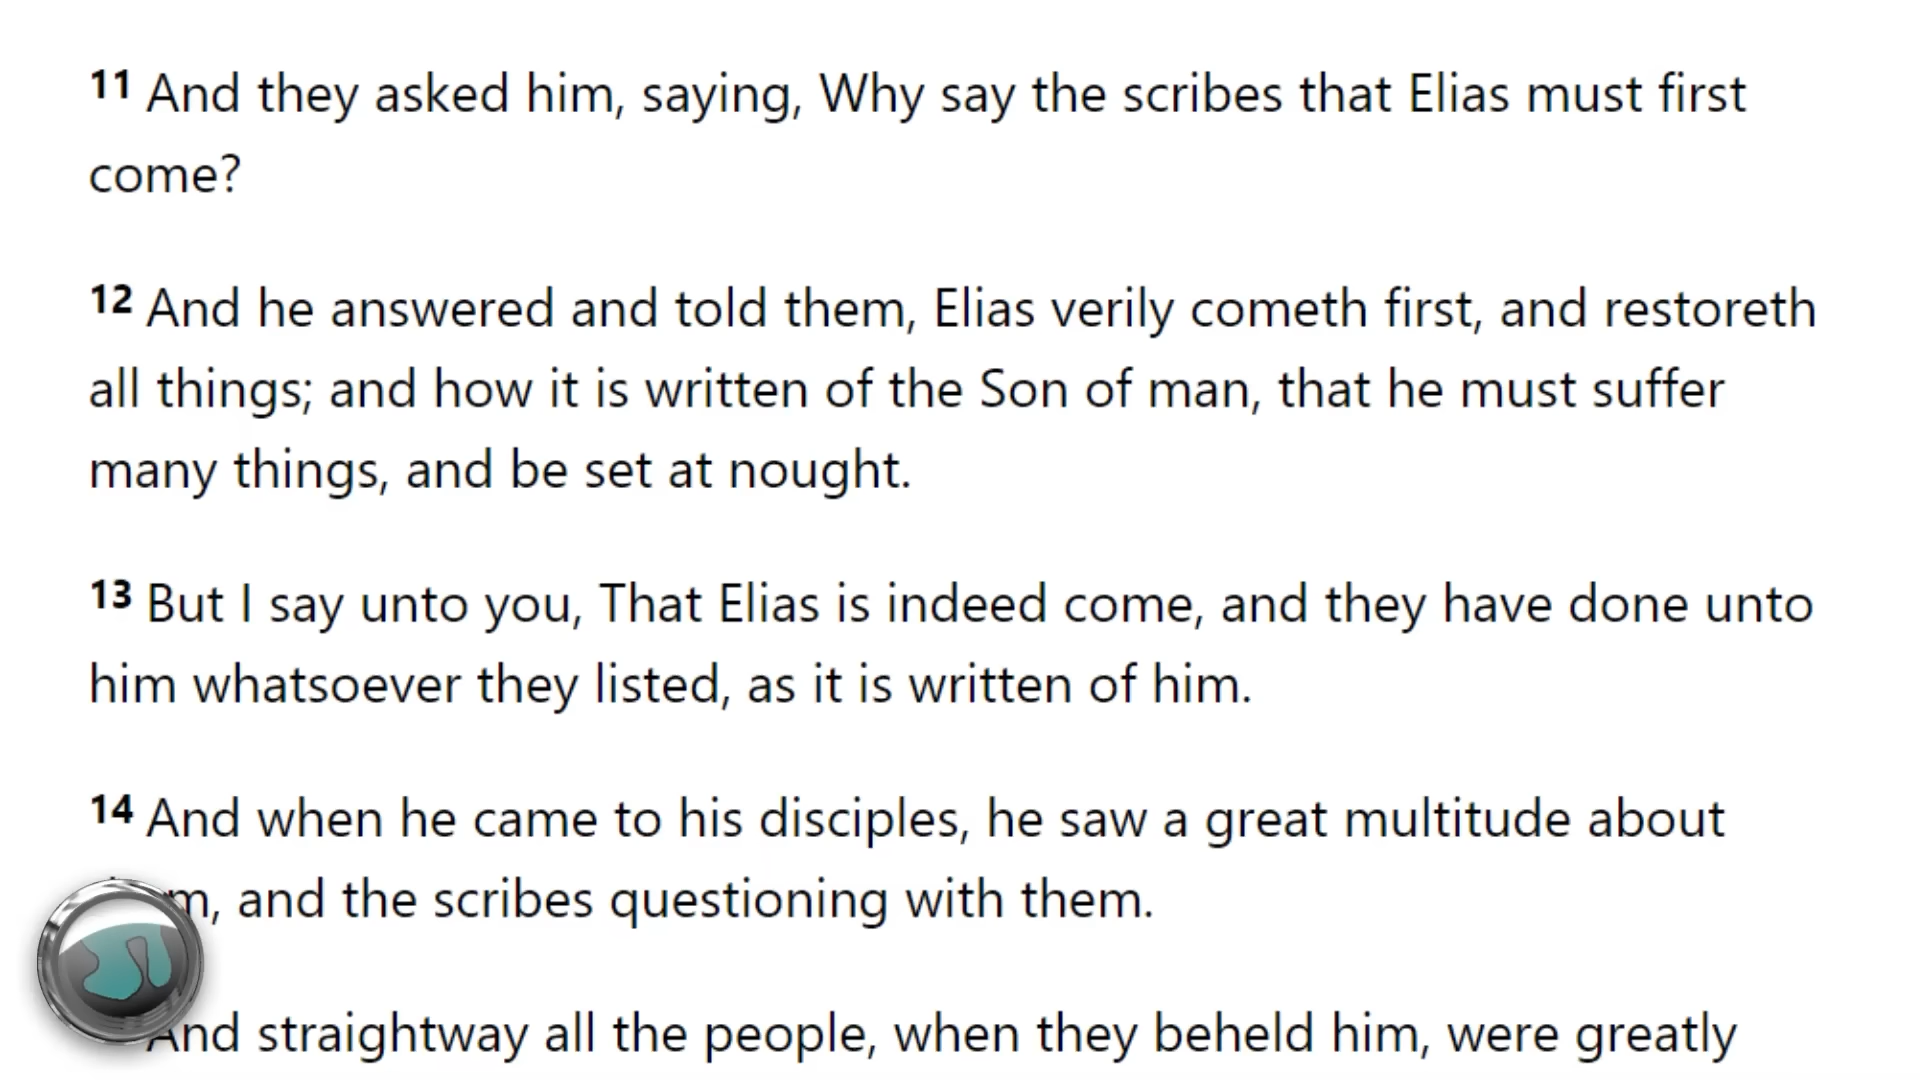 11 And they asked him, saying, Why say the scribes that Elias must first
come?
12 And he answered and told them, Elias verily cometh first, and restoreth
all things; and how it is written of the Son of man, that he must suffer
many things, and be set at nought.
13 But I say unto you, That Elias is indeed come, and they have done unto
him whatsoever they listed, as it is written of him.
14 And when he came to his disciples, he saw a great multitude about
and the scribes questioning with them.
And straightway all the people, when they beheld him, were greatly